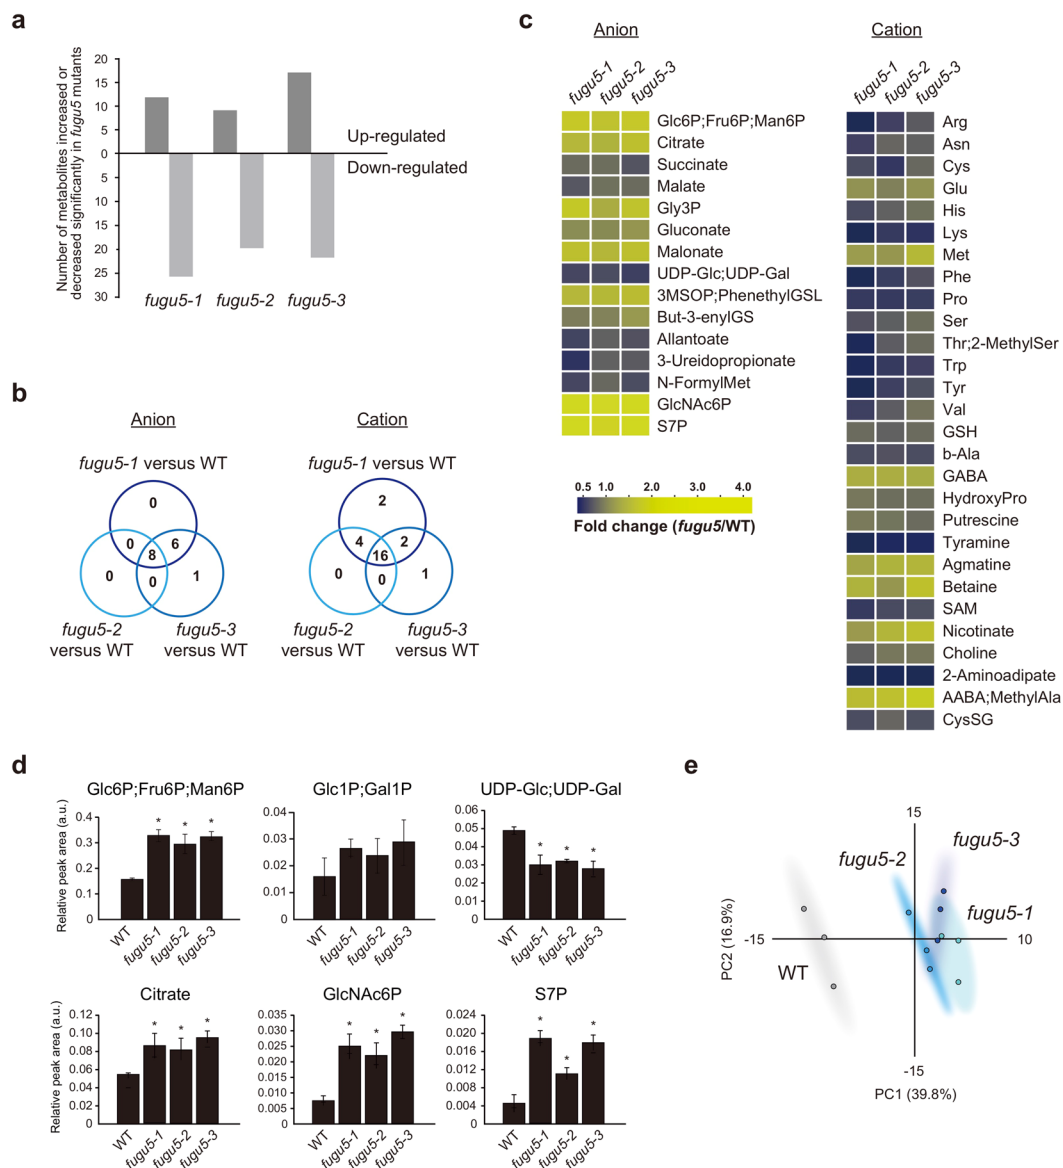 a
Number of metabolites increased or
decreased significantly in fugu5 mutants
20
15
10
5
0
5
10
15
20
25
30
Up-regulated
Down-regulated
fugu5-1 fugu5-2 fugu5-3
b
Anion
fugu5-1 versus WT
0
0 6
8
0 0 1
fugu5-2
versus WT
fugu5-3
versus WT
Cation
fugu5-1 versus WT
2
4 2
16
0 0 1
fugu5-2
versus WT
fugu5-3
versus WT
c
Anion
fugu5-1 fugu5-2 fugu5-3
Glc6P;Fru6P;Man6P
Citrate
Succinate
Malate
Gly3P
Gluconate
Malonate
UDP-Glc;UDP-Gal
3MSOP;PhenethylGSL
But-3-enylGS
Allantoate
3-Ureidopropionate
N-FormylMet
GlcNAc6P
S7P
0.5 1.0 2.0 3.0 4.0
Fold change (fugu5/WT)
Cation
fugu5-1 fugu5-2 fugu5-3
Arg
Asn
Cys
Glu
His
Lys
Met
Phe
Pro
Ser
Thr;2-MethylSer
Trp
Tyr
Val
GSH
b-Ala
GABA
HydroxyPro
Putrescine
Tyramine
Agmatine
Betaine
SAM
Nicotinate
Choline
2-Aminoadipate
AABA;MethylAla
CysSG
d
Glc6P;Fru6P;Man6P
Relative peak area (a.u.)
0.4
0.3
0.2
0.1
0
* * *
WT fugu5-1 fugu5-2 fugu5-3
Glc1P;Gal1P
0.04
0.03
0.02
0.01
0
WT fugu5-1 fugu5-2 fugu5-3
UDP-Glc;UDP-Gal
0.06
0.05
0.04
0.03
0.02
0.01
0
* * *
WT fugu5-1 fugu5-2 fugu5-3
Citrate
Relative peak area (a.u.)
0.12
0.10
0.08
0.06
0.04
0.02
0
* * *
WT fugu5-1 fugu5-2 fugu5-3
GlcNAc6P
0.035
0.030
0.025
0.020
0.015
0.010
0.005
0
* * *
WT fugu5-1 fugu5-2 fugu5-3
S7P
0.024
0.020
0.016
0.012
0.008
0.004
0
* * *
WT fugu5-1 fugu5-2 fugu5-3
e
15
fugu5-3
fugu5-2
fugu5-1
-15 10
WT
PC2 (16.9%)
-15
PC1 (39.8%)